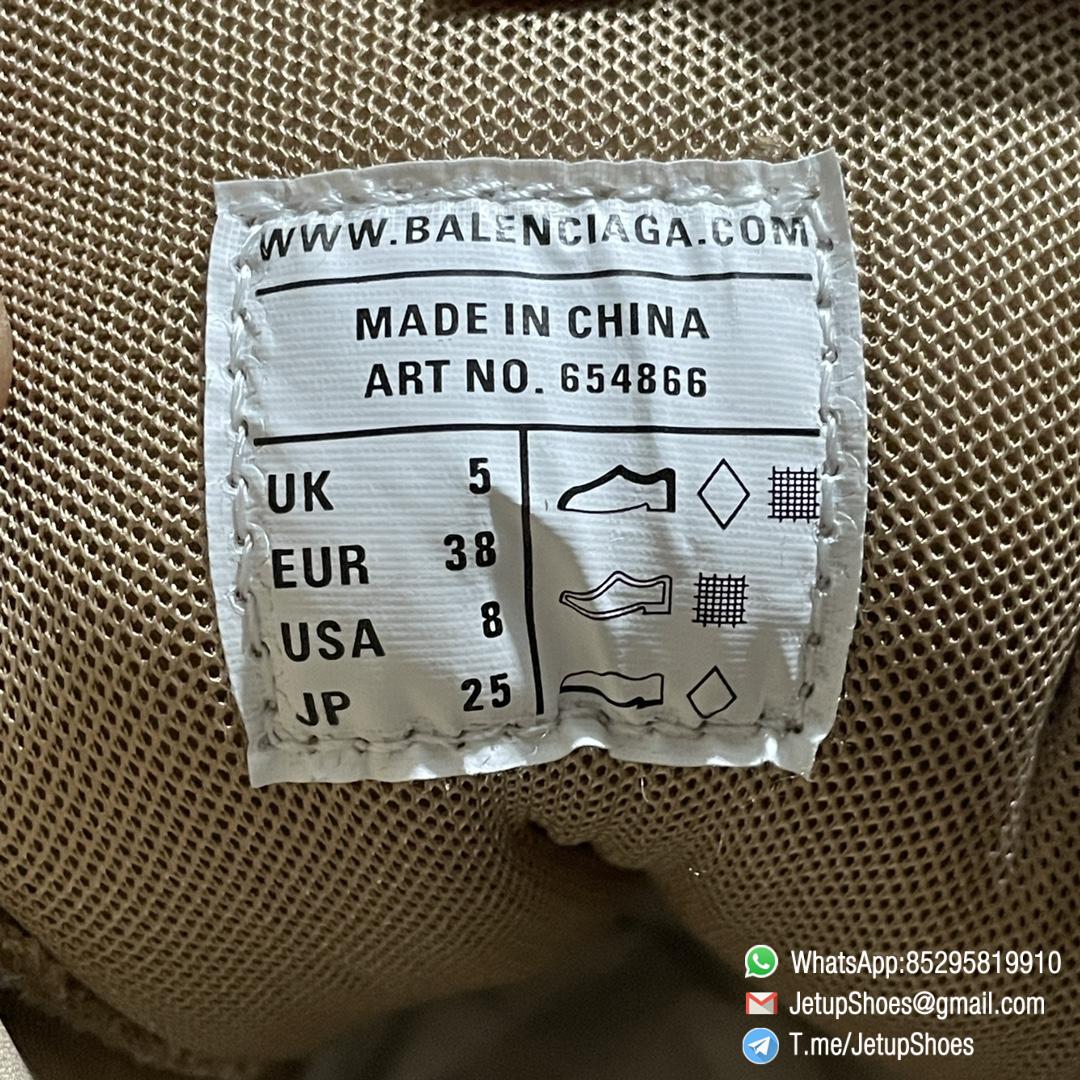 WWW.BALENCIAGA.COM
MADE IN CHINA
ART NO. 654866
UK 5
EUR 38
USA 8
JP 25
WhatsApp:85295819910
JetupShoes@gmail.com
T.me/JetupShoes